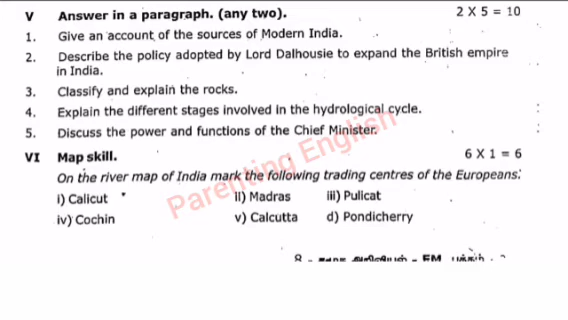 V Answer in a paragraph. (any two). 2 X 5 = 10
1. Give an account of the sources of Modern India.
2. Describe the policy adopted by Lord Dalhousie to expand the British empire
in India.
3. Classify and explain the rocks.
4. Explain the different stages involved in the hydrological cycle.
5. Discuss the power and functions of the Chief Minister.
VI Map skill. 6 X 1 = 6
On the river map of India mark the following trading centres of the Europeans:
i) Calicut ii) Madras iii) Pulicat
iv) Cochin v) Calcutta d) Pondicherry
Parenting English
8 - EM